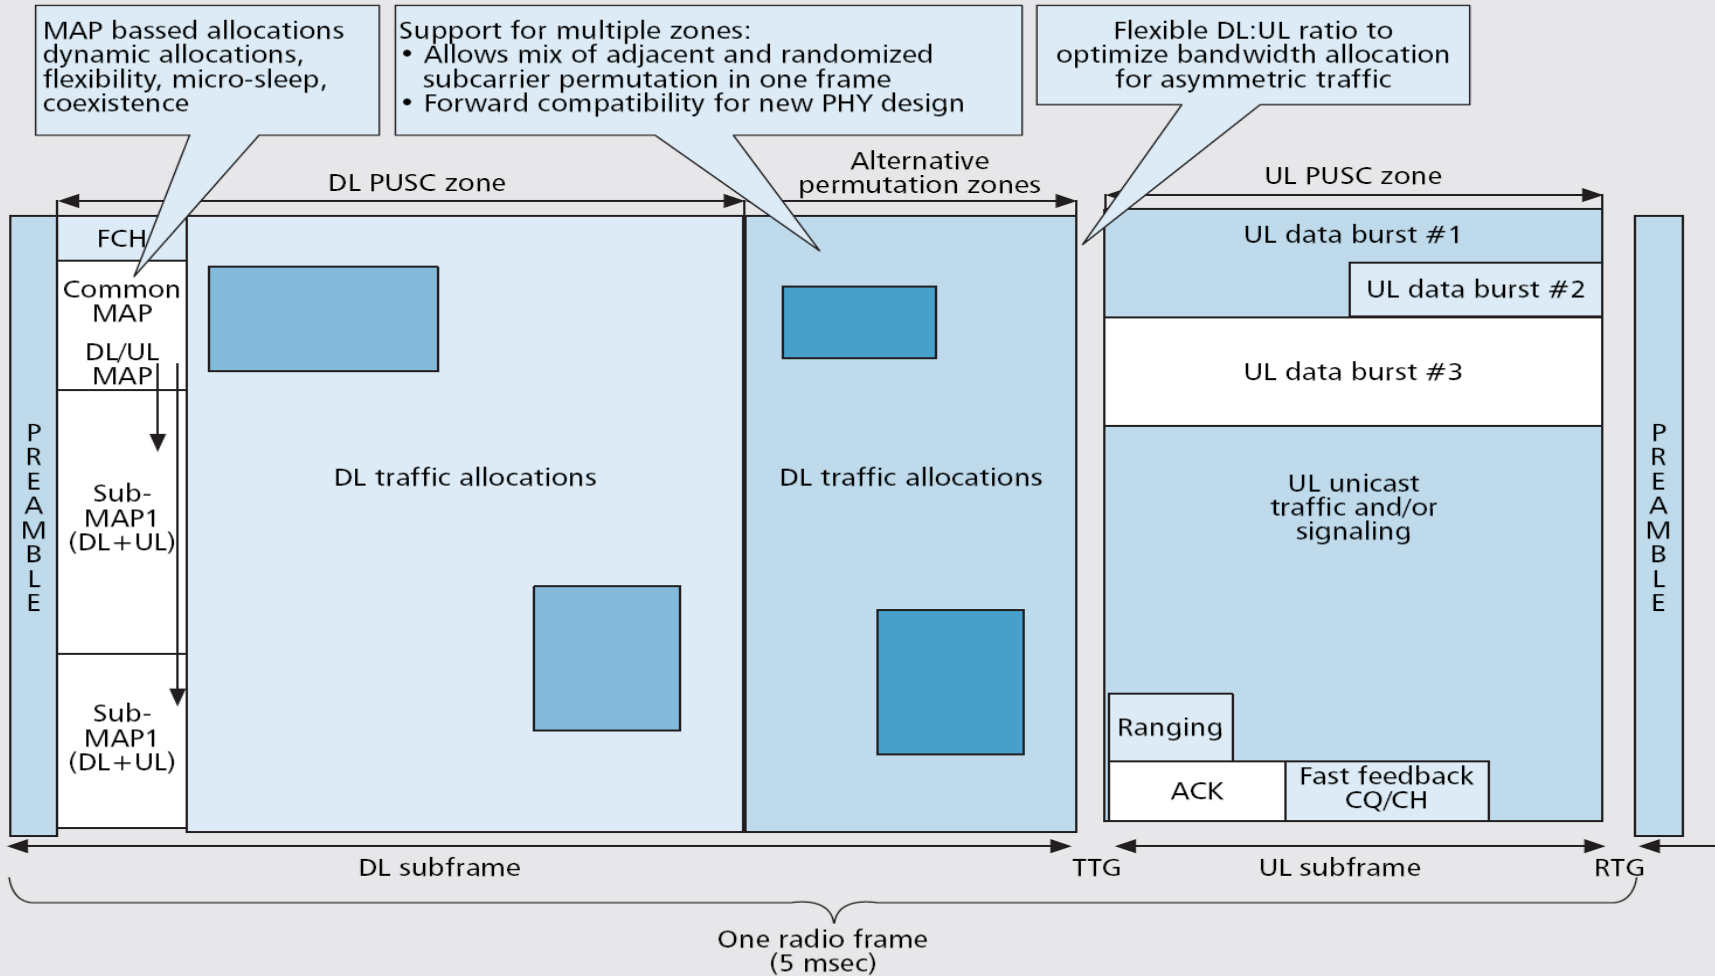 MAP bassed allocations
dynamic allocations,
flexibility, micro-sleep,
coexistence
Support for multiple zones:
• Allows mix of adjacent and randomized
subcarrier permutation in one frame
• Forward compatibility for new PHY design
Flexible DL:UL ratio to
optimize bandwidth allocation
for asymmetric traffic
DL PUSC zone
Alternative
permutation zones
UL PUSC zone
PREAMBLE
FCH
Common
MAP
DL/UL
MAP
Sub-
MAP1
(DL+UL)
Sub-
MAP1
(DL+UL)
DL traffic allocations
DL traffic allocations
UL data burst #1
UL data burst #2
UL data burst #3
UL unicast
traffic and/or
signaling
Ranging
ACK
Fast feedback
CQ/CH
PREAMBLE
DL subframe
TTG
UL subframe
RTG
One radio frame
(5 msec)